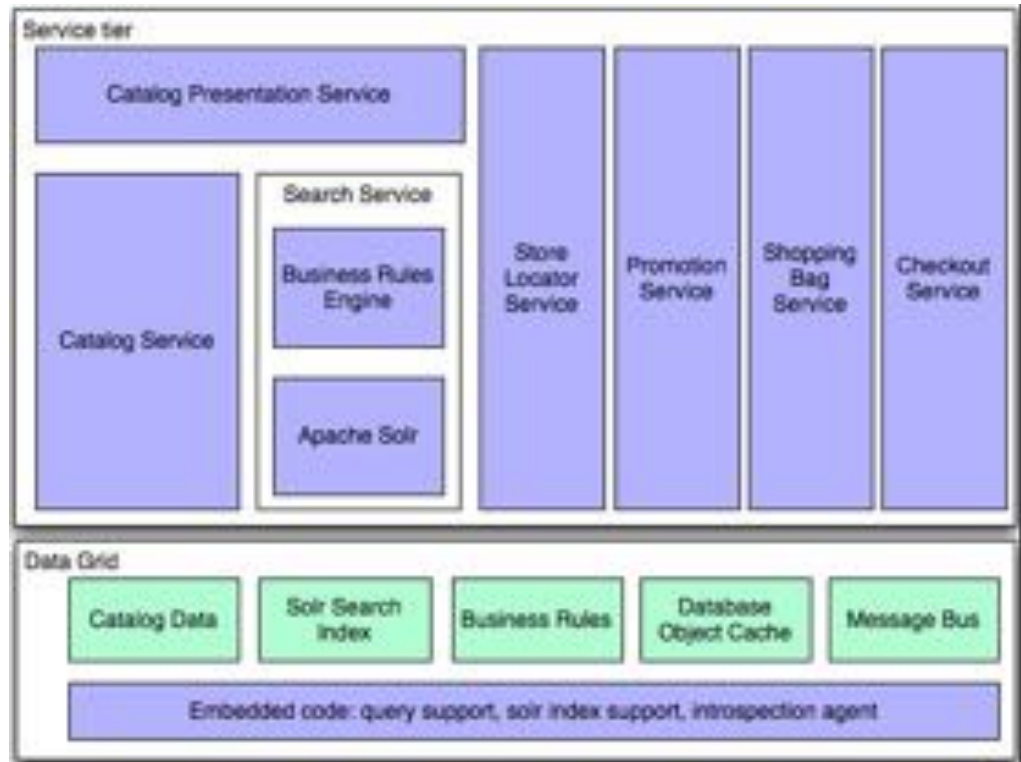 Service tier
Catalog Presentation Service
Catalog Service
Search Service
Business Rules
Engine
Apache Solr
Store
Locator
Service
Promotion
Service
Shopping
Bag
Service
Checkout
Service
Data Grid
Catalog Data
Solr Search
Index
Business Rules
Database
Object Cache
Message Bus
Embedded code: query support, solr index support, introspection agent